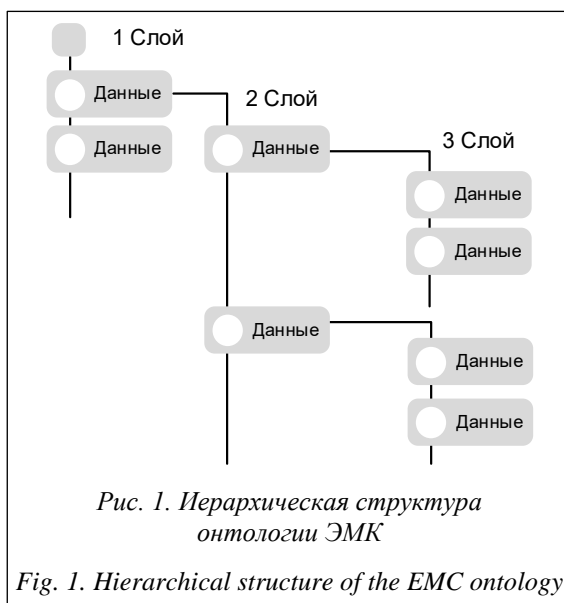 1 Слой
Данные
2 Слой
Данные
Данные
3 Слой
Данные
Данные
Данные
Данные
Данные
Рис. 1. Иерархическая структура
онтологии ЭМК
Fig. 1. Hierarchical structure of the EMC ontology